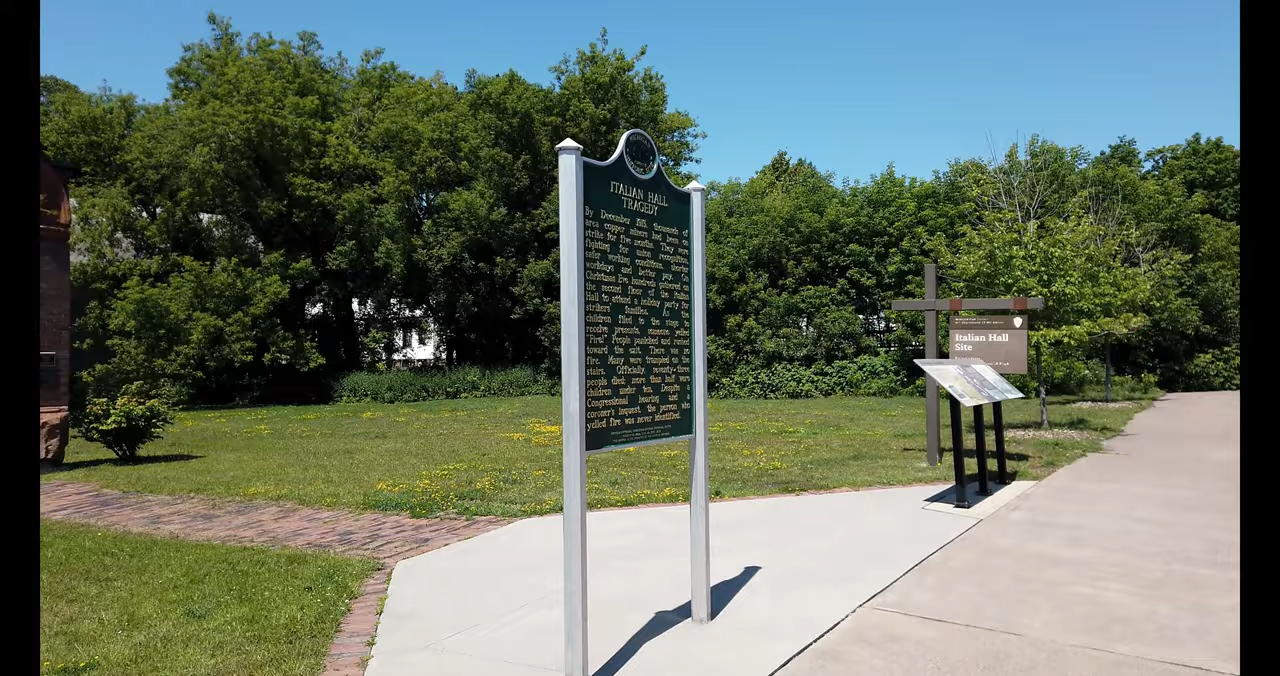 ITALIAN HALL
TRAGEDY
By December 1913, thousands of
area copper miners had been on
strike for five months. They were
fighting for union recognition,
safer working conditions, shorter
workdays and better pay. On
Christmas Eve hundreds gathered on
the second floor of the Italian
Hall to attend a holiday party for
strikers' families. As the
children filed to the stage to
receive presents, someone yelled
"Fire!" People panicked and rushed
toward the exit. There was no
fire. Many were trampled on the
stairs. Officially, seventy-three
people died; more than half were
children under ten. Despite a
Congressional hearing and a
coroner's inquest, the person who
yelled fire was never identified.
Italian Hall
Site